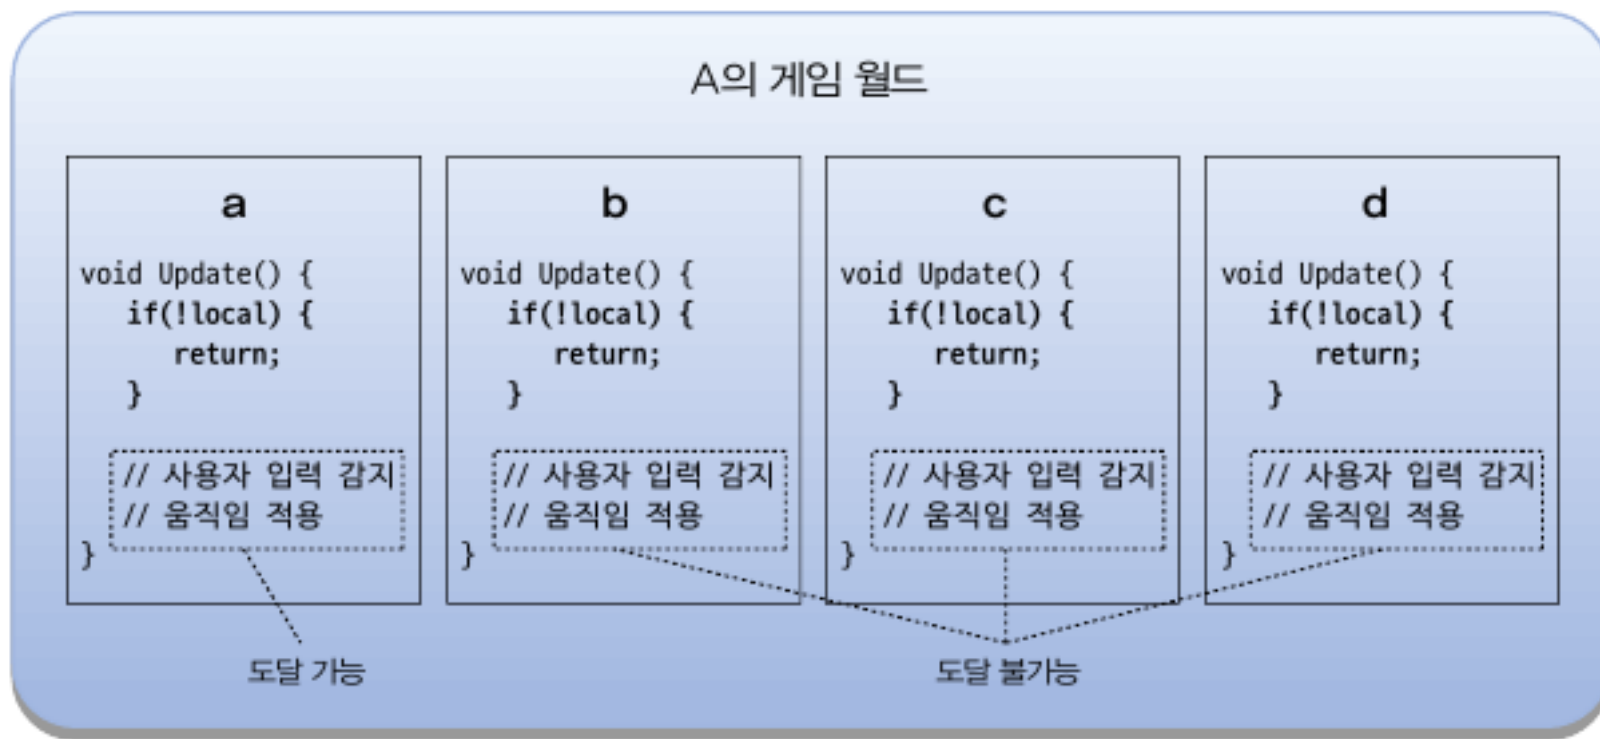 A의 게임 월드
a
void Update() {
if(!local) {
return;
}
// 사용자 입력 감지
// 움직임 적용
}
b
void Update() {
if(!local) {
return;
}
// 사용자 입력 감지
// 움직임 적용
}
c
void Update() {
if(!local) {
return;
}
// 사용자 입력 감지
// 움직임 적용
}
d
void Update() {
if(!local) {
return;
}
// 사용자 입력 감지
// 움직임 적용
}
도달 가능
도달 불가능